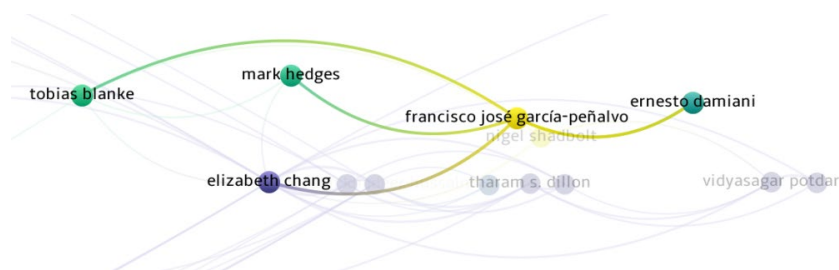 mark hedges
tobias blanke
ernesto damiani
francisco josé garcía-peñalvo
nigel shadbolt
elizabeth chang
tharam s. dillon
vidyasagar potdar